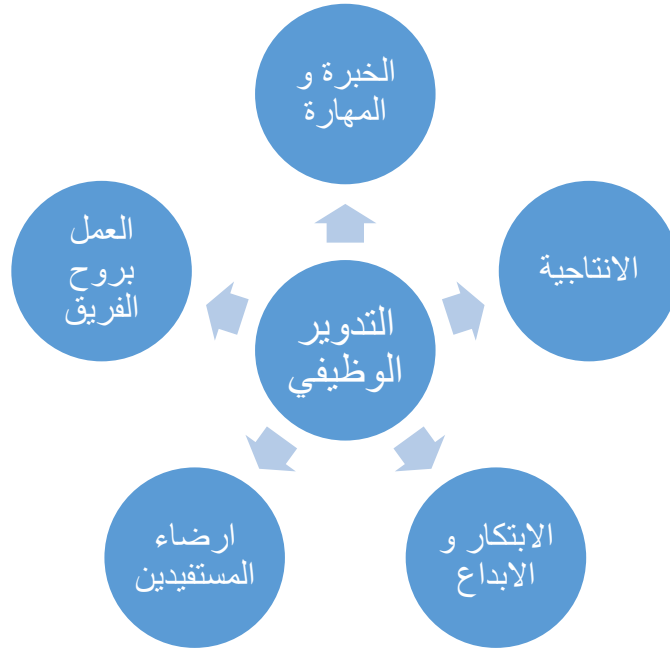 الخبرة و
المهارة
الانتاجية
العمل
بروح
الفريق
التدوير
الوظيفي
الابتكار و
الابداع
ارضاء
المستفيدين